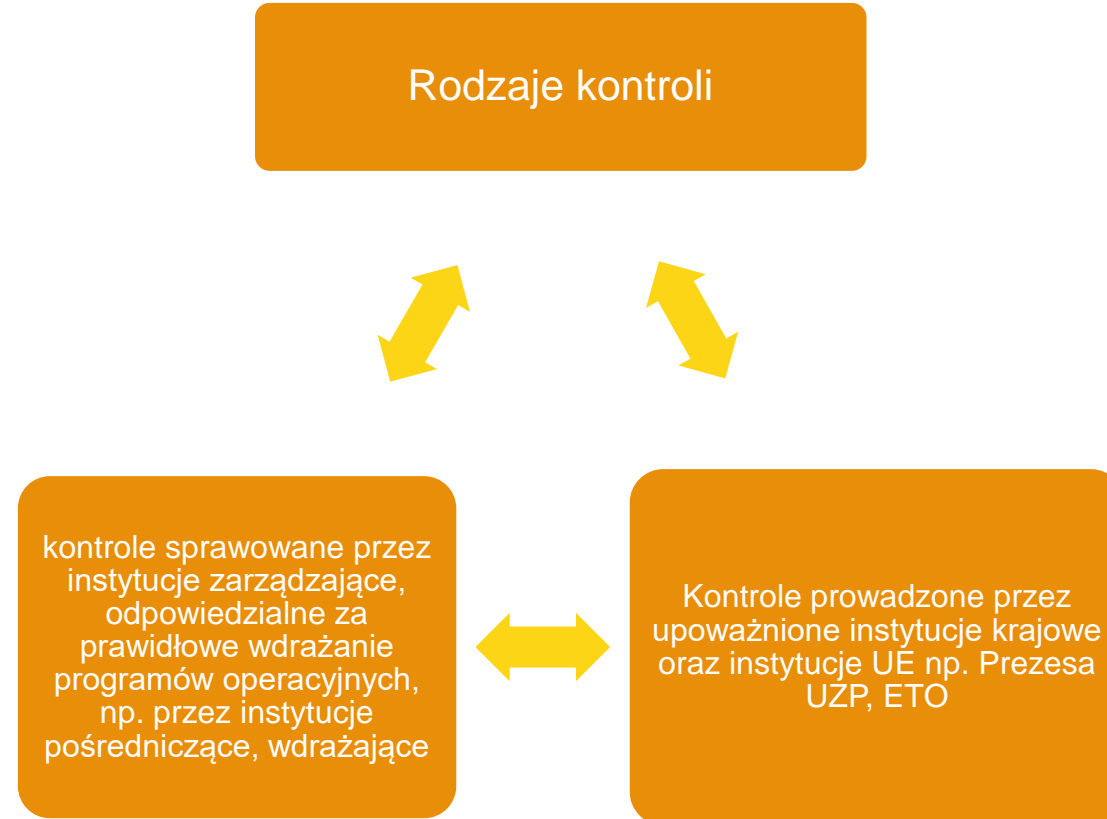 Rodzaje kontroli
kontrole sprawowane przez
instytucje zarządzające,
odpowiedzialne za
prawidłowe wdrażanie
programów operacyjnych,
np. przez instytucje
pośredniczące, wdrażające
Kontrole prowadzone przez
upoważnione instytucje krajowe
oraz instytucje UE np. Prezesa
UZP, ETO